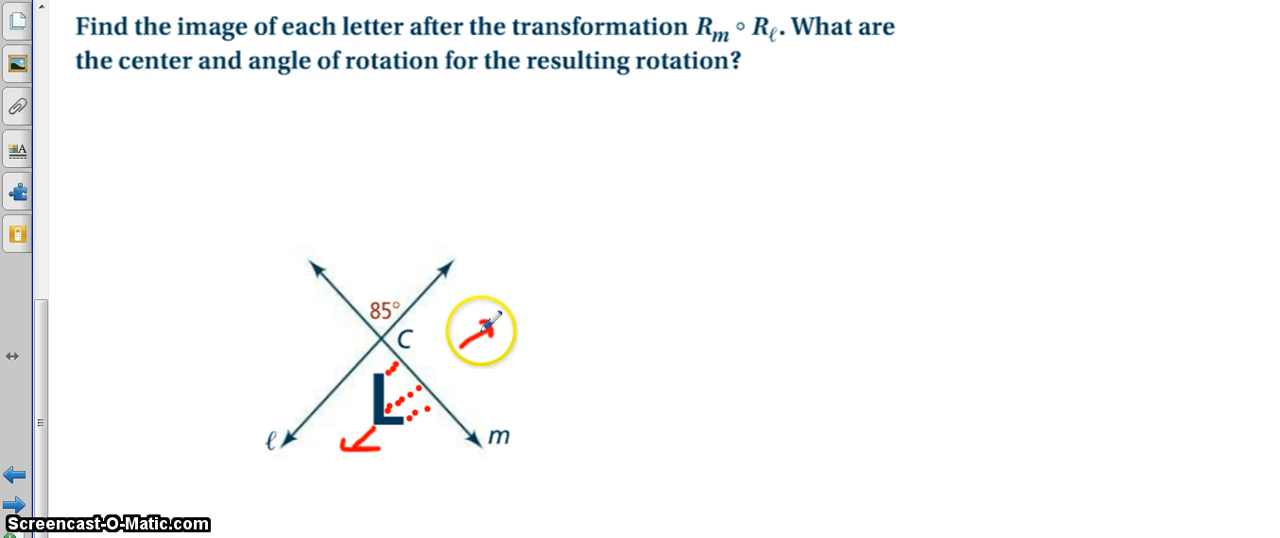 Find the image of each letter after the transformation Rₘ ∘ Rℓ. What are
the center and angle of rotation for the resulting rotation?
85°
C
L
ℓ
m
Screencast-O-Matic.com